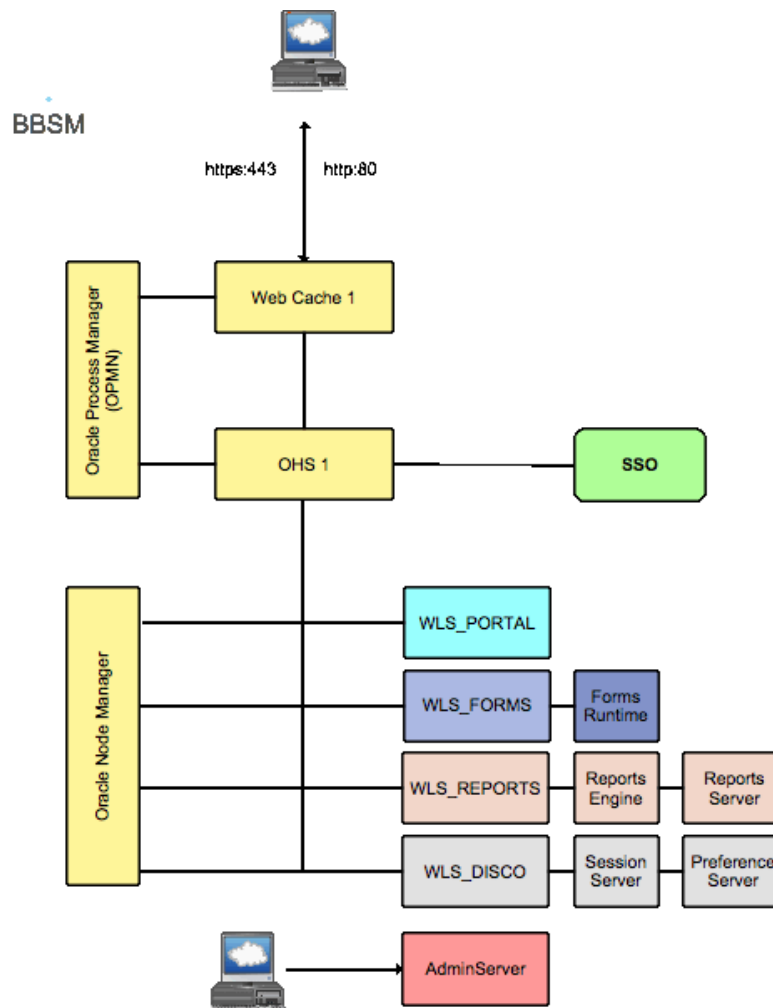 BBSM
https:443
http:80
Oracle Process Manager
(OPMN)
Web Cache 1
OHS 1
SSO
Oracle Node Manager
WLS_PORTAL
WLS_FORMS
Forms
Runtime
WLS_REPORTS
Reports
Engine
Reports
Server
WLS_DISCO
Session
Server
Preference
Server
AdminServer